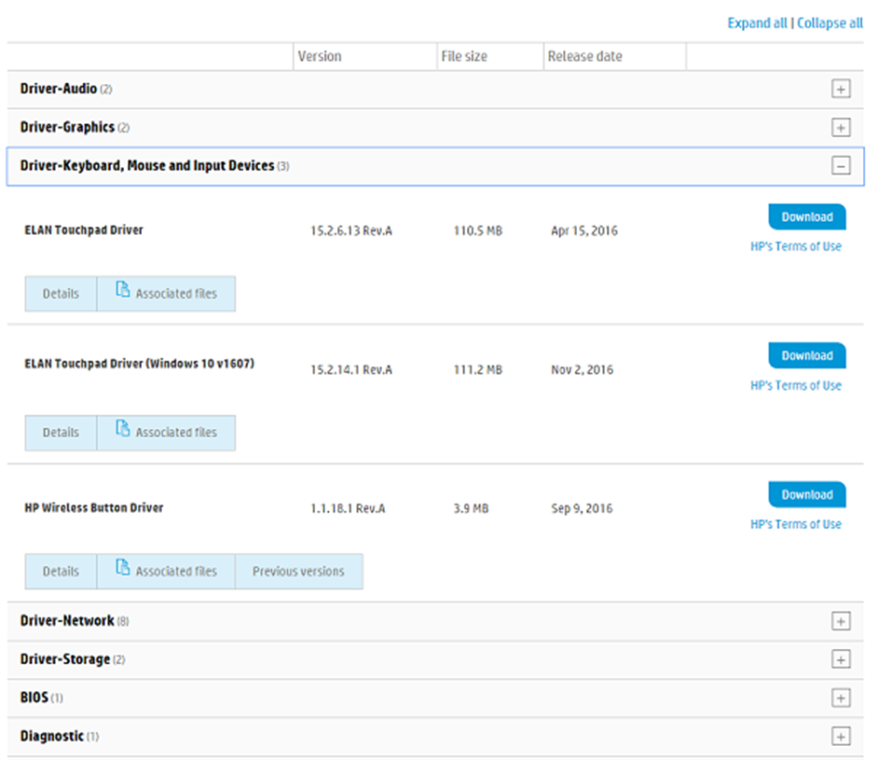 Expand all | Collapse all
Version File size Release date
Driver-Audio (2)
Driver-Graphics (2)
Driver-Keyboard, Mouse and Input Devices (3)
ELAN Touchpad Driver 15.2.6.13 Rev.A 110.5 MB Apr 15, 2016 Download
HP's Terms of Use
Details Associated files
ELAN Touchpad Driver (Windows 10 v1607) 15.2.14.1 Rev.A 111.2 MB Nov 2, 2016 Download
HP's Terms of Use
Details Associated files
HP Wireless Button Driver 1.1.18.1 Rev.A 3.9 MB Sep 9, 2016 Download
HP's Terms of Use
Details Associated files Previous versions
Driver-Network (8)
Driver-Storage (2)
BIOS (1)
Diagnostic (1)